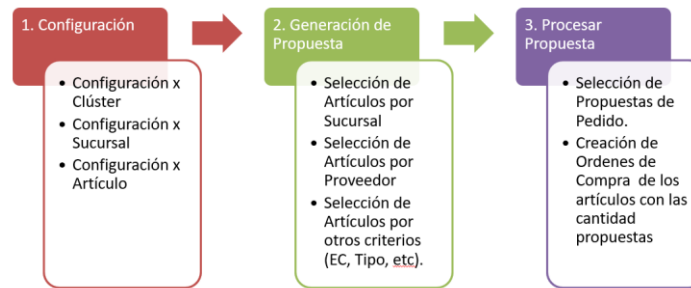 1. Configuración
• Configuración x
Clúster
• Configuración x
Sucursal
• Configuración x
Artículo
2. Generación de
Propuesta
• Selección de
Artículos por
Sucursal
• Selección de
Artículos por
Proveedor
• Selección de
Artículos por
otros criterios
(EC, Tipo, etc).
3. Procesar
Propuesta
• Selección de
Propuestas de
Pedido.
• Creación de
Ordenes de
Compra de los
artículos con las
cantidad
propuestas